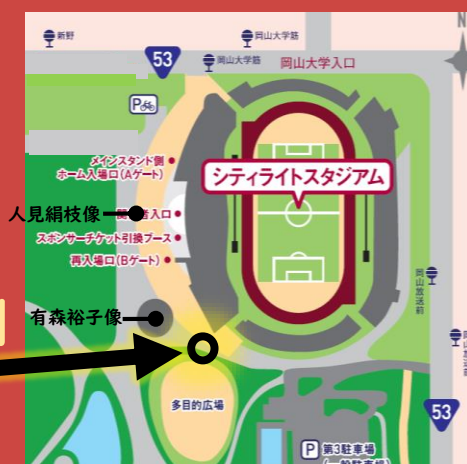 新野
岡山大学筋
N
53
岡山大学筋
岡山大学入口
P
メインスタンド側
ホーム入場口(Aゲート)
シティライトスタジアム
人見絹枝像
者入口
スポンサーチケット引換ブース
再入場口(Bゲート)
岡山放送前
有森裕子像
多目的広場
53
P 第3駐車場